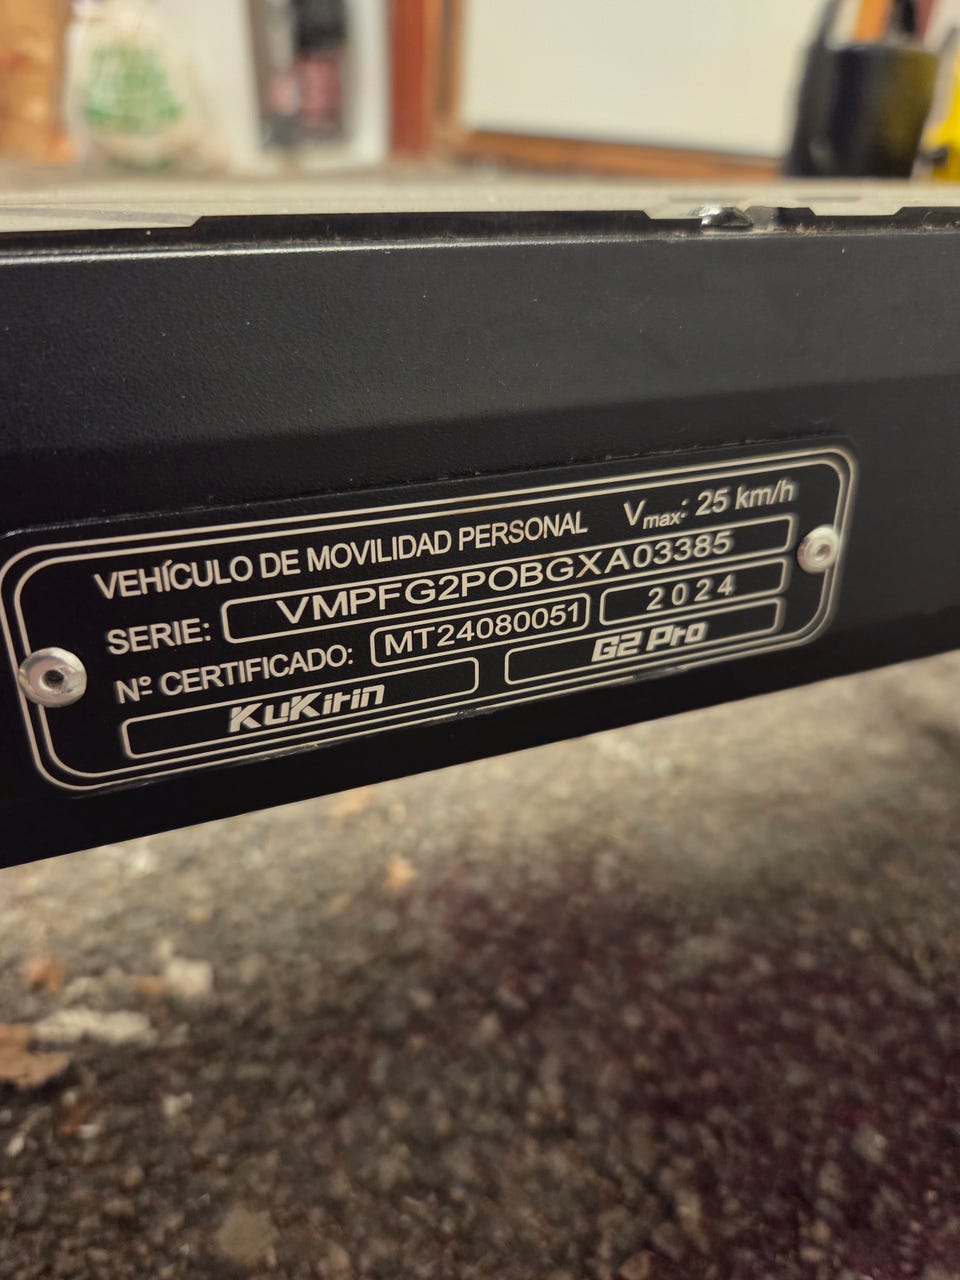 VEHÍCULO DE MOVILIDAD PERSONAL Vmax: 25 km/h
SERIE: VMPFG2POBGXA03385
Nº CERTIFICADO: MT24080051 2024
KuKirin G2 Pro